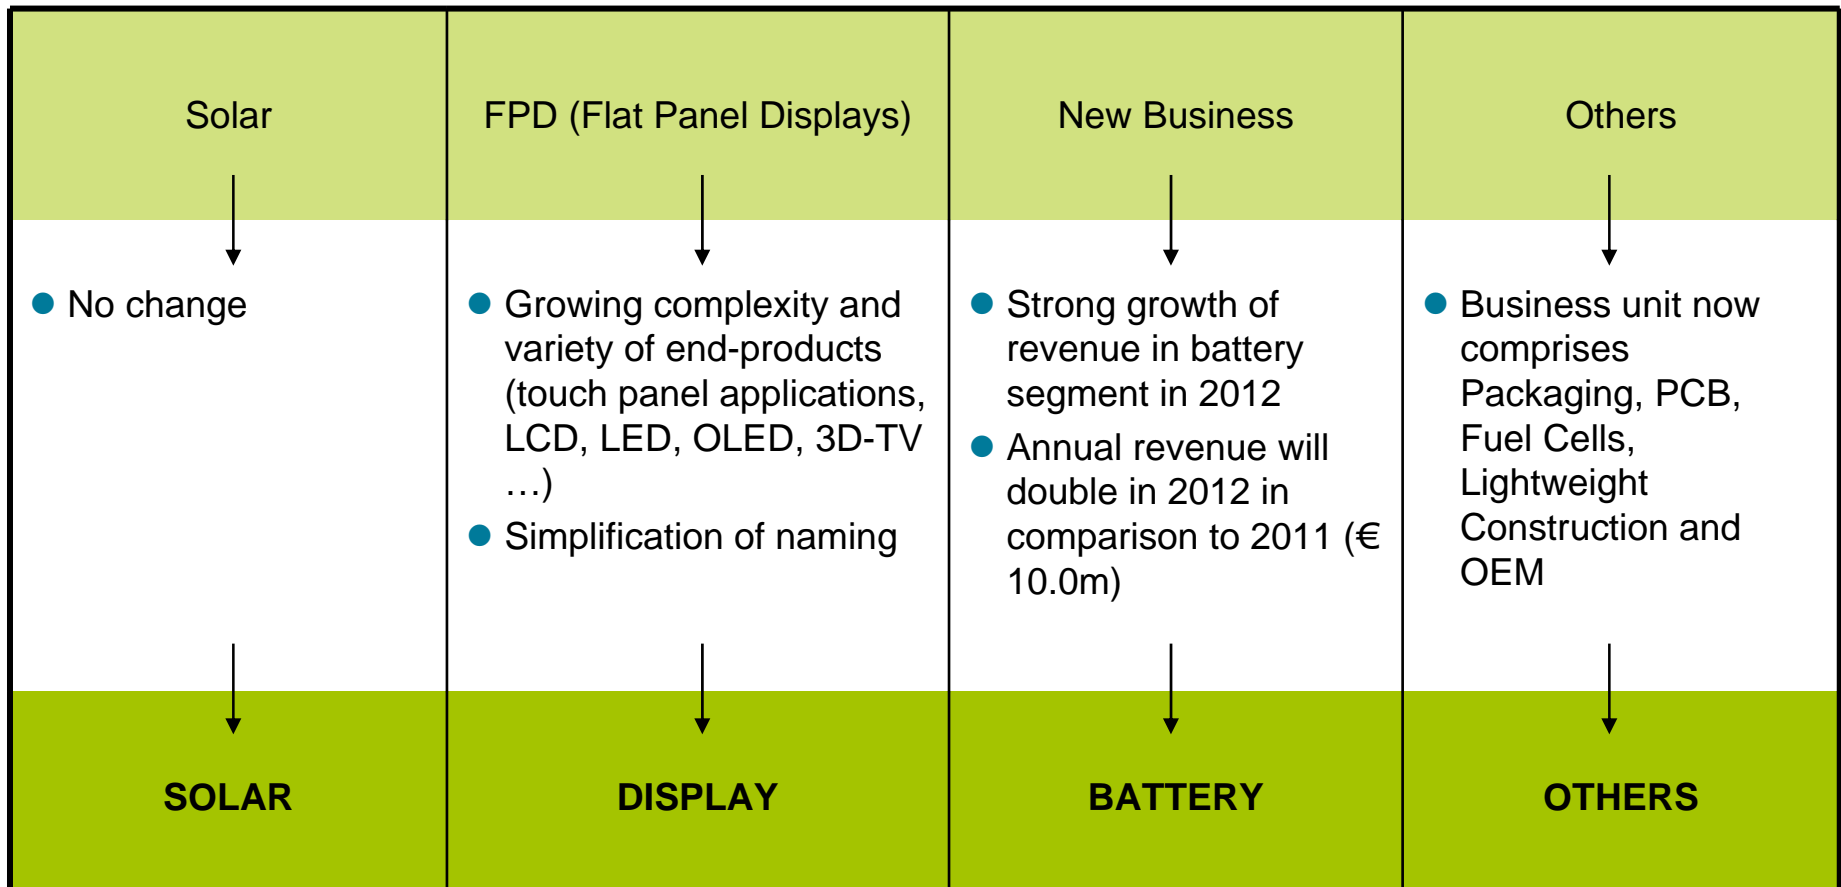 Solar
FPD (Flat Panel Displays)
New Business
Others
● No change
● Growing complexity and
variety of end-products
(touch panel applications,
LCD, LED, OLED, 3D-TV
…)
● Simplification of naming
● Strong growth of
revenue in battery
segment in 2012
● Annual revenue will
double in 2012 in
comparison to 2011 (€
10.0m)
● Business unit now
comprises
Packaging, PCB,
Fuel Cells,
Lightweight
Construction and
OEM
SOLAR
DISPLAY
BATTERY
OTHERS